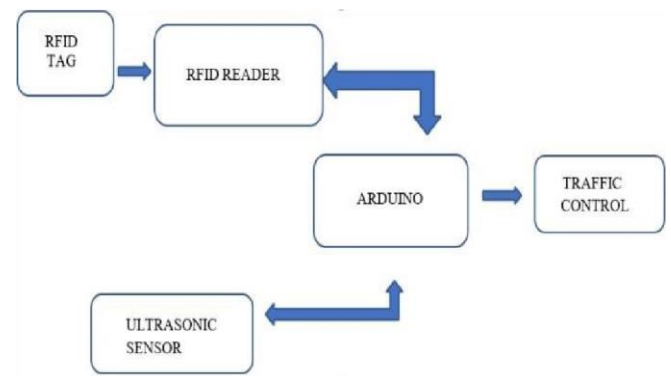 RFID
TAG
RFID READER
ARDUINO
TRAFFIC
CONTROL
ULTRASONIC
SENSOR